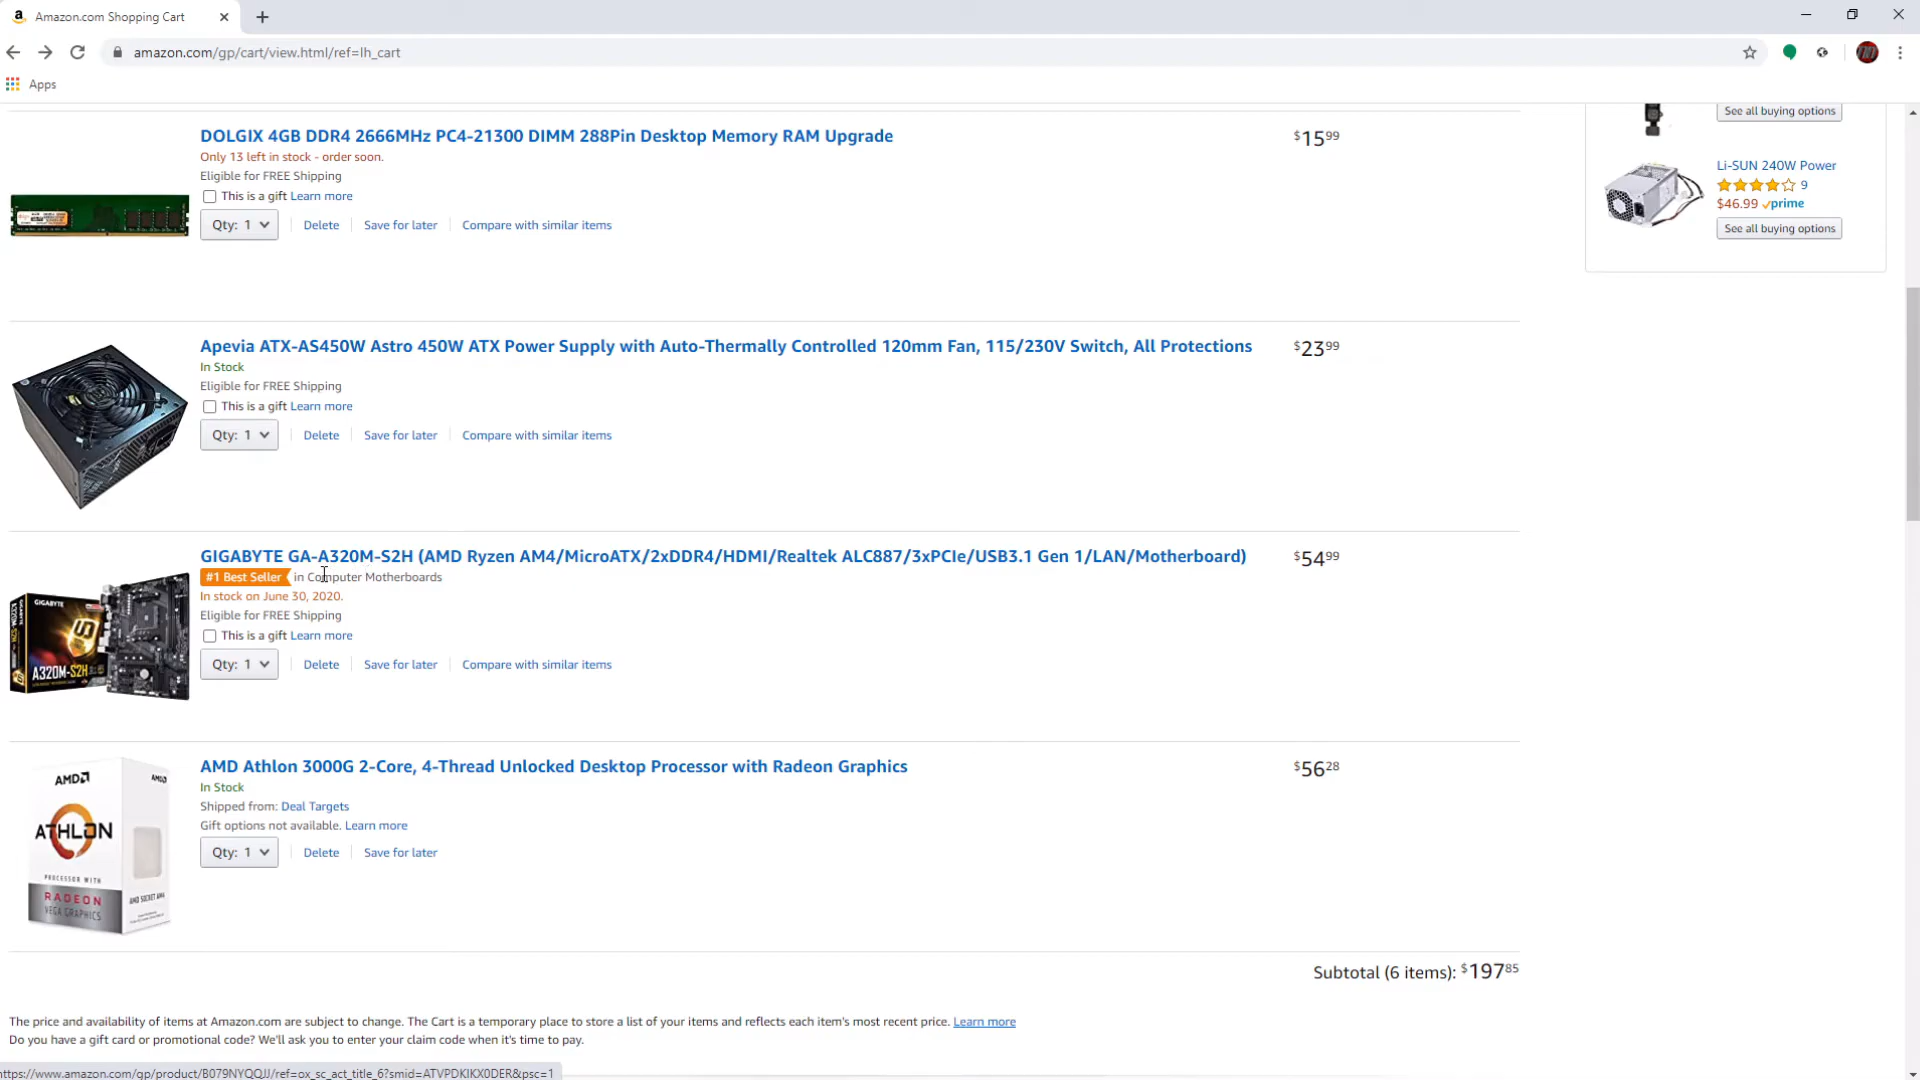 Amazon.com Shopping Cart
amazon.com/gp/cart/view.html/ref=lh_cart
Apps
DOLGIX 4GB DDR4 2666MHz PC4-21300 DIMM 288Pin Desktop Memory RAM Upgrade
$15 99
Only 13 left in stock - order soon.
Eligible for FREE Shipping
This is a gift Learn more
Qty: 1 Delete Save for later Compare with similar items
See all buying options
Li-SUN 240W Power
9
$46.99 prime
See all buying options
Apevia ATX-AS450W Astro 450W ATX Power Supply with Auto-Thermally Controlled 120mm Fan, 115/230V Switch, All Protections
$23 99
In Stock
Eligible for FREE Shipping
This is a gift Learn more
Qty: 1 Delete Save for later Compare with similar items
GIGABYTE GA-A320M-S2H (AMD Ryzen AM4/MicroATX/2xDDR4/HDMI/Realtek ALC887/3xPCIe/USB3.1 Gen 1/LAN/Motherboard)
$54 99
#1 Best Seller in Computer Motherboards
In stock on June 30, 2020.
Eligible for FREE Shipping
This is a gift Learn more
Qty: 1 Delete Save for later Compare with similar items
GIGABYTE
A320M-S2H
AMD Athlon 3000G 2-Core, 4-Thread Unlocked Desktop Processor with Radeon Graphics
$56 28
In Stock
Shipped from: Deal Targets
Gift options not available. Learn more
Qty: 1 Delete Save for later
AMD
AMD
ATHLON
PROCESSOR WITH
RADEON
VEGA GRAPHICS
AMD SOCKET AM4
Subtotal (6 items): $197 85
The price and availability of items at Amazon.com are subject to change. The Cart is a temporary place to store a list of your items and reflects each item's most recent price. Learn more
Do you have a gift card or promotional code? We'll ask you to enter your claim code when it's time to pay.
https://www.amazon.com/gp/product/B079NYQQJJ/ref=ox_sc_act_title_6?smid=ATVPDKIKX0DER&psc=1